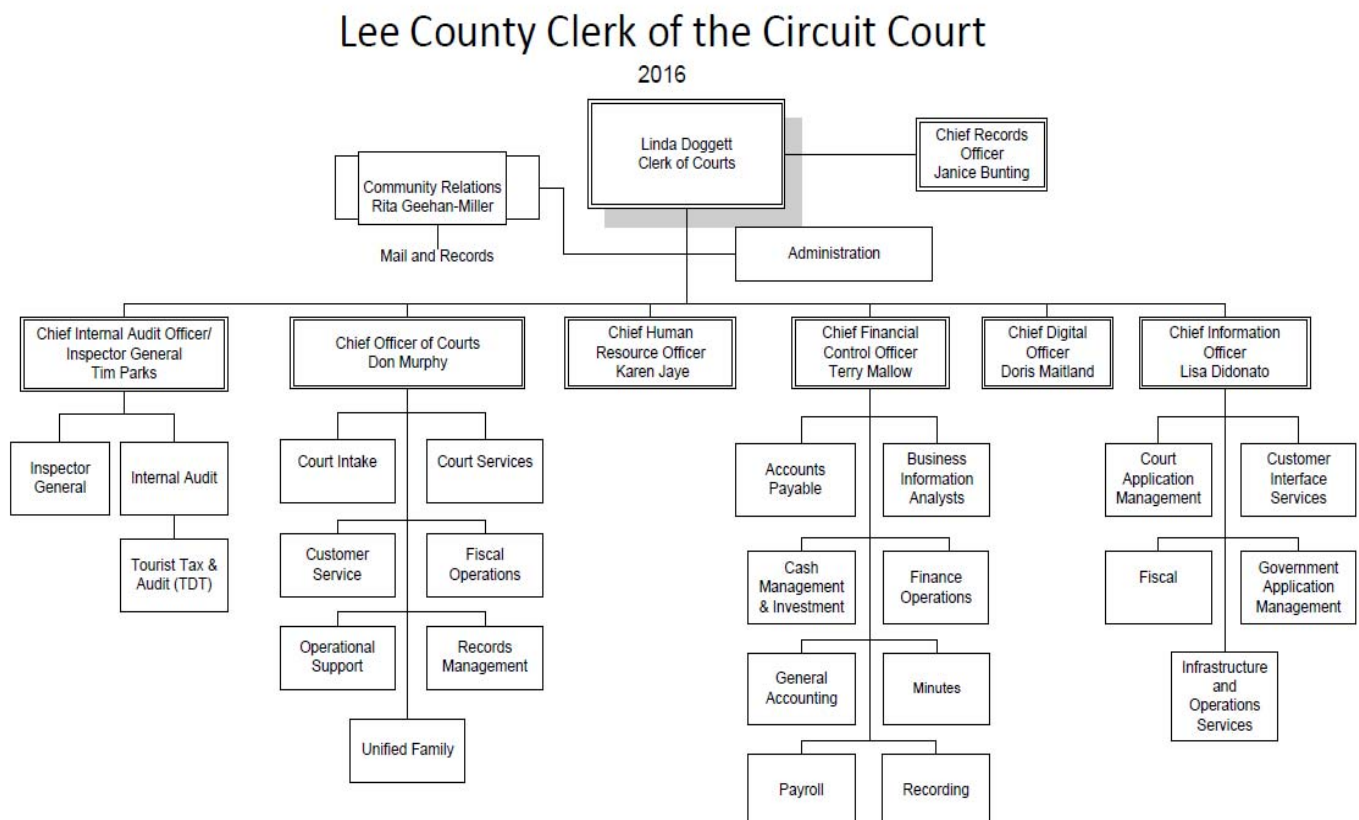 Lee County Clerk of the Circuit Court
2016
Linda Doggett
Clerk of Courts
Chief Records
Officer
Janice Bunting
Community Relations
Rita Geehan-Miller
Mail and Records
Administration
Chief Internal Audit Officer/
Inspector General
Tim Parks
Chief Officer of Courts
Don Murphy
Chief Human
Resource Officer
Karen Jaye
Chief Financial
Control Officer
Terry Mallow
Chief Digital
Officer
Doris Maitland
Chief Information
Officer
Lisa Didonato
Inspector
General
Internal Audit
Tourist Tax &
Audit (TDT)
Court Intake
Court Services
Customer
Service
Fiscal
Operations
Operational
Support
Records
Management
Unified Family
Accounts
Payable
Business
Information
Analysts
Cash
Management
& Investment
Finance
Operations
General
Accounting
Minutes
Payroll
Recording
Court
Application
Management
Customer
Interface
Services
Fiscal
Government
Application
Management
Infrastructure
and
Operations
Services